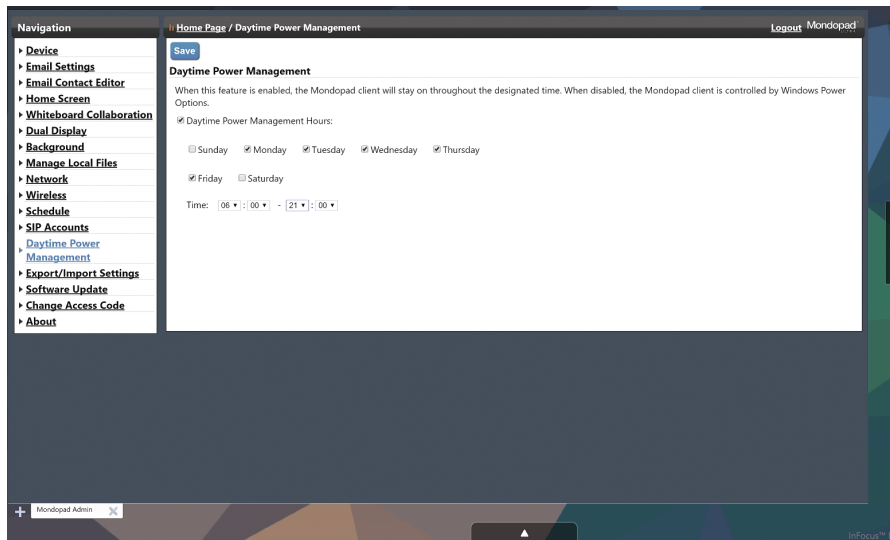 Navigation
Device
Email Settings
Email Contact Editor
Home Screen
Whiteboard Collaboration
Dual Display
Background
Manage Local Files
Network
Wireless
Schedule
SIP Accounts
Daytime Power
Management
Export/Import Settings
Software Update
Change Access Code
About
Home Page / Daytime Power Management
Logout Mondopad
Save
Daytime Power Management
When this feature is enabled, the Mondopad client will stay on throughout the designated time. When disabled, the Mondopad client is controlled by Windows Power
Options.
Daytime Power Management Hours:
Sunday Monday Tuesday Wednesday Thursday
Friday Saturday
Time: 06 : 00 - 21 : 00
Mondopad Admin
InFocus™